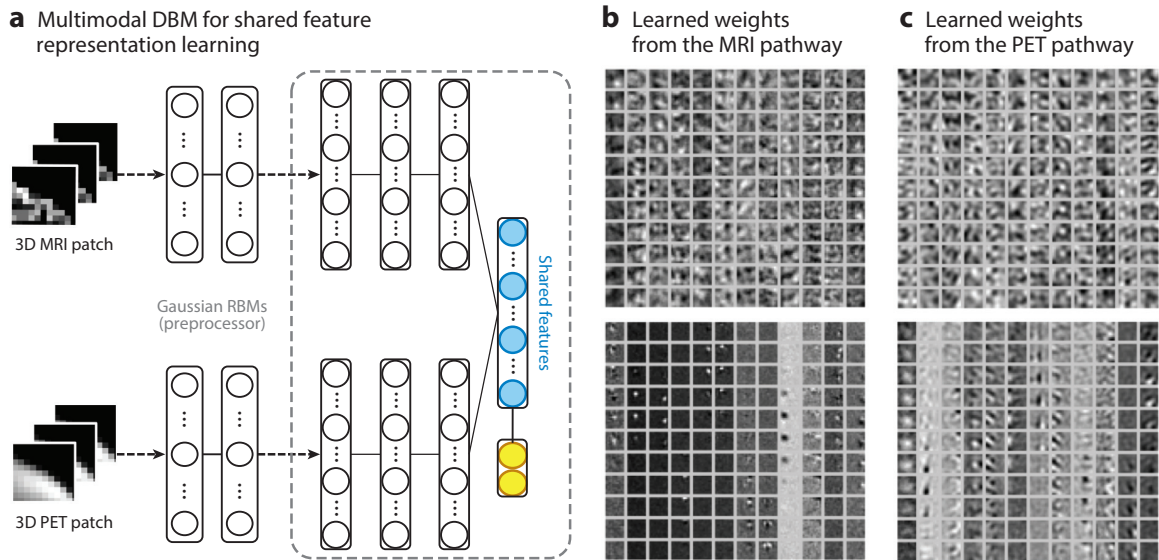 a Multimodal DBM for shared feature
representation learning
3D MRI patch
Gaussian RBMs
(preprocessor)
3D PET patch
Shared features
b Learned weights
from the MRI pathway
c Learned weights
from the PET pathway